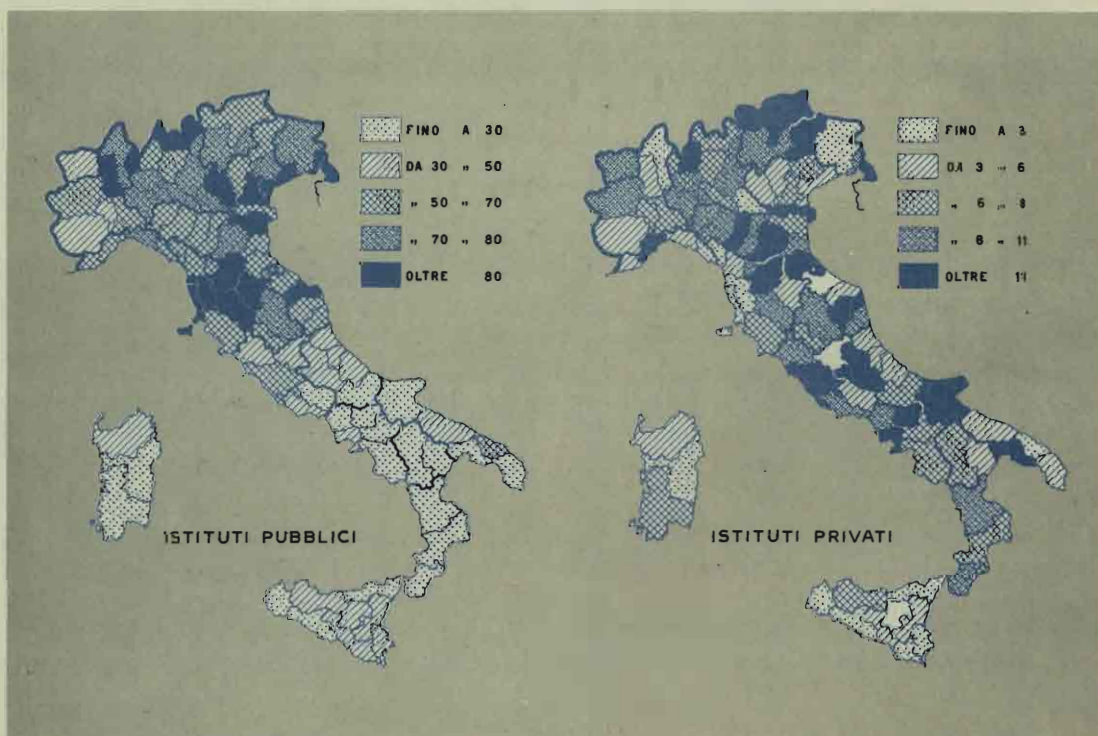 FINO A 30
DA 30 „ 50
„ 50 „ 70
„ 70 „ 80
OLTRE 80
ISTITUTI PUBBLICI
FINO A 3
DA 3 „ 6
„ 6 „ 8
„ 6 „ 11
OLTRE 11
ISTITUTI PRIVATI